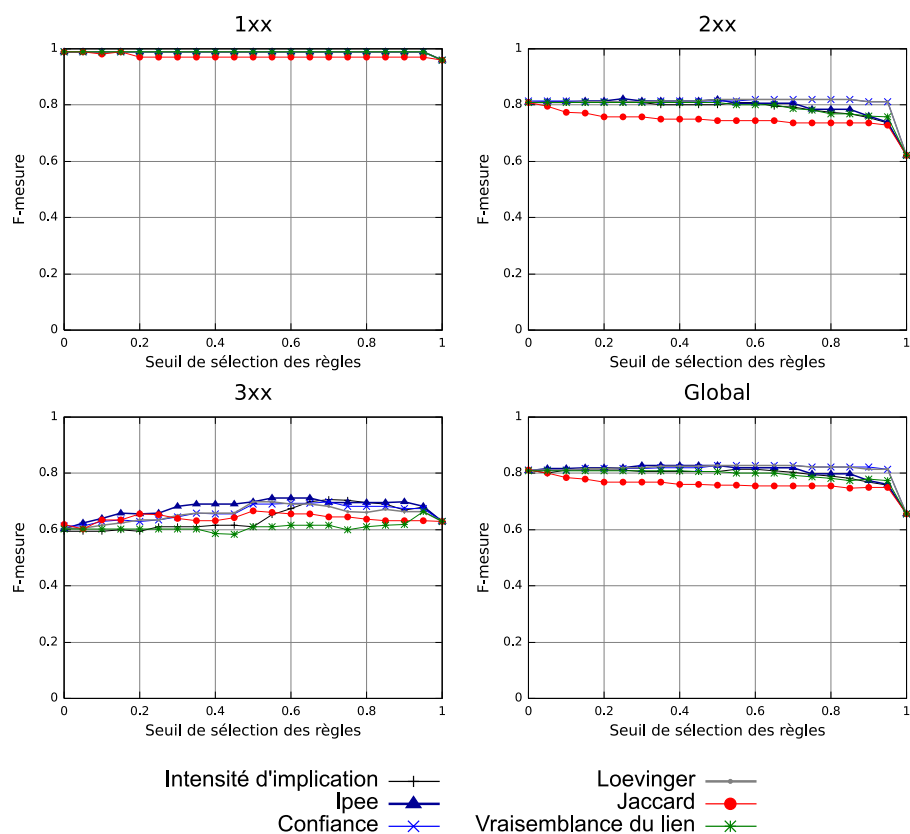 1xx
2xx
1
0.8
0.6
0.4
0.2
0
F-mesure
0
0.2
0.4
0.6
0.8
1
Seuil de sélection des règles
1
0.8
0.6
0.4
0.2
0
F-mesure
0
0.2
0.4
0.6
0.8
1
Seuil de sélection des règles
3xx
Global
1
0.8
0.6
0.4
0.2
0
F-mesure
0
0.2
0.4
0.6
0.8
1
Seuil de sélection des règles
1
0.8
0.6
0.4
0.2
0
F-mesure
0
0.2
0.4
0.6
0.8
1
Seuil de sélection des règles
Intensité d'implication
Ipee
Confiance
Loevinger
Jaccard
Vraisemblance du lien